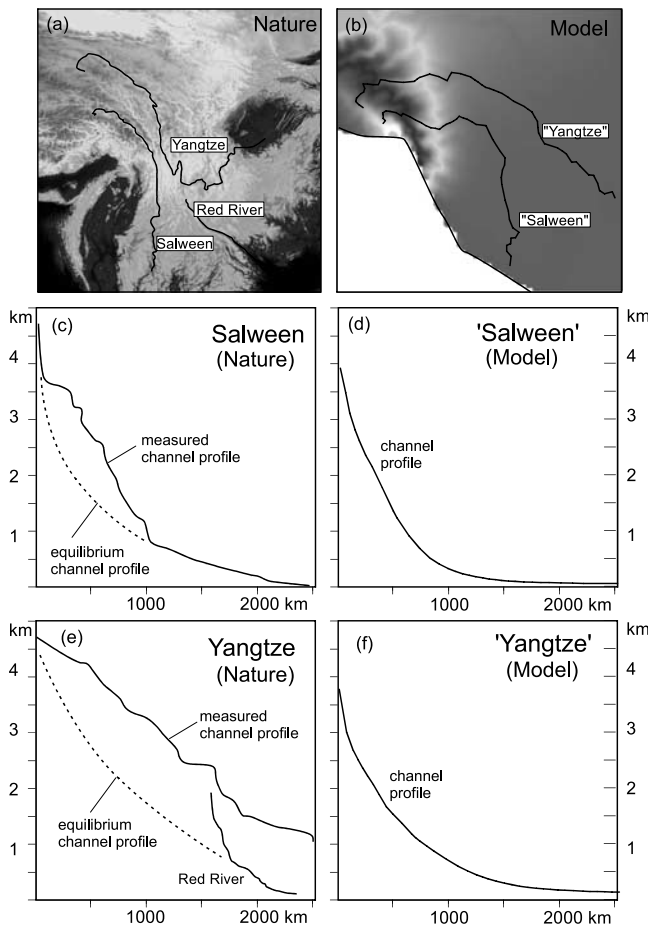 (a)
Nature
Yangtze
Red River
Salween
(b)
Model
"Yangtze"
"Salween"
km
(c)
Salween
(Nature)
4
3
2
1
measured
channel profile
equilibrium
channel profile
1000
2000 km
(d)
'Salween'
(Model)
km
4
3
2
1
channel
profile
1000
2000 km
km
(e)
Yangtze
(Nature)
4
3
2
1
measured
channel profile
equilibrium
channel profile
Red River
1000
2000 km
(f)
'Yangtze'
(Model)
km
4
3
2
1
channel
profile
1000
2000 km